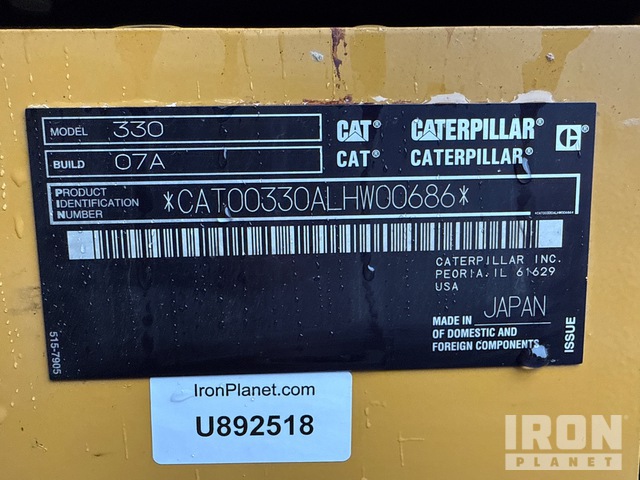 MODEL 330 CAT CATERPILLAR®
BUILD 07A CAT® CATERPILLAR®
PRODUCT
IDENTIFICATION
NUMBER *CAT00330ALHW00686*
*CAT00330ALHW00686*
CATERPILLAR INC.
PEORIA, IL 61629
USA
MADE IN JAPAN
OF DOMESTIC AND
FOREIGN COMPONENTS
ISSUE
515-7905
IronPlanet.com
U892518
IRON
PLANET